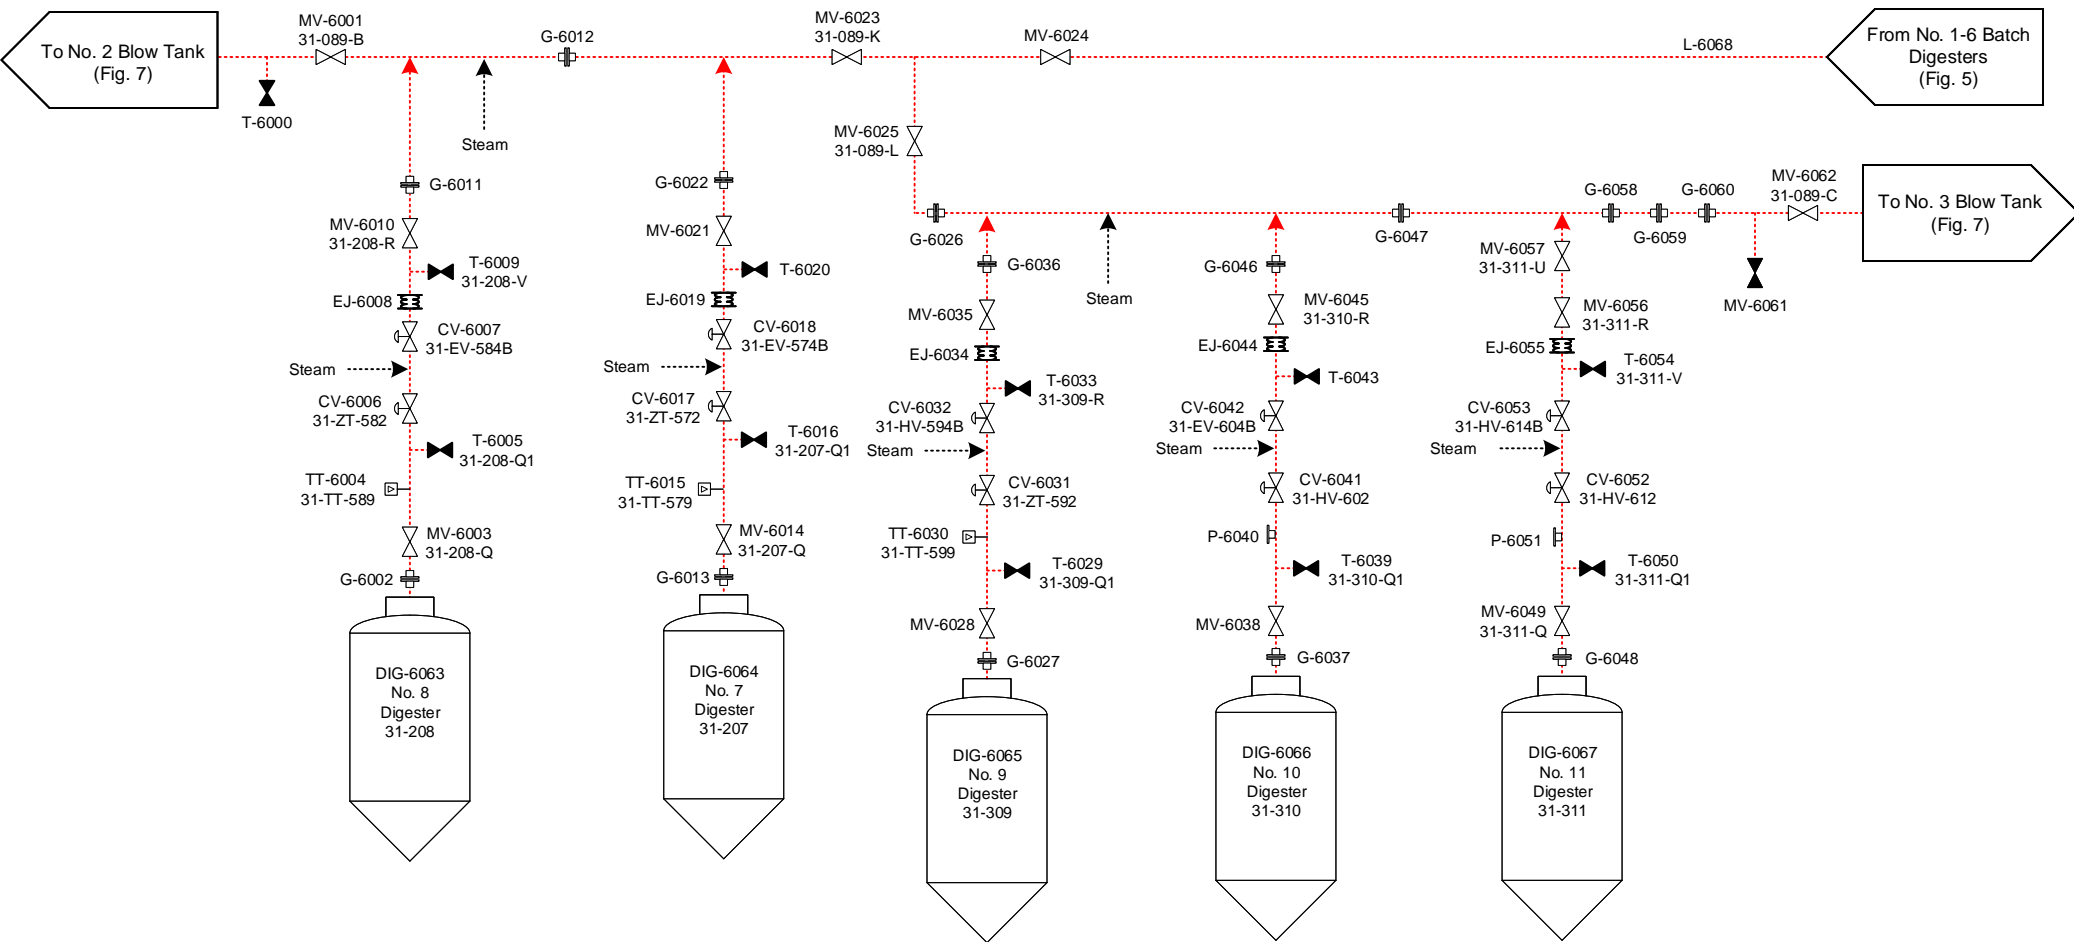 To No. 2 Blow Tank
(Fig. 7)
MV-6001
31-089-B
T-6000
G-6012
Steam
MV-6023
31-089-K
MV-6024
L-6068
From No. 1-6 Batch
Digesters
(Fig. 5)
MV-6025
31-089-L
To No. 3 Blow Tank
(Fig. 7)
MV-6062
31-089-C
G-6058
G-6060
G-6059
MV-6061
G-6026
Steam
G-6047
G-6011
MV-6010
31-208-R
T-6009
31-208-V
EJ-6008
CV-6007
31-EV-584B
Steam
CV-6006
31-ZT-582
T-6005
31-208-Q1
TT-6004
31-TT-589
MV-6003
31-208-Q
G-6002
DIG-6063
No. 8
Digester
31-208
G-6022
MV-6021
T-6020
EJ-6019
CV-6018
31-EV-574B
Steam
CV-6017
31-ZT-572
T-6016
31-207-Q1
TT-6015
31-TT-579
MV-6014
31-207-Q
G-6013
DIG-6064
No. 7
Digester
31-207
G-6036
MV-6035
EJ-6034
T-6033
31-309-R
CV-6032
31-HV-594B
Steam
CV-6031
31-ZT-592
TT-6030
31-TT-599
T-6029
31-309-Q1
MV-6028
G-6027
DIG-6065
No. 9
Digester
31-309
G-6046
MV-6045
31-310-R
EJ-6044
T-6043
CV-6042
31-EV-604B
Steam
CV-6041
31-HV-602
P-6040
T-6039
31-310-Q1
MV-6038
G-6037
DIG-6066
No. 10
Digester
31-310
MV-6057
31-311-U
MV-6056
31-311-R
EJ-6055
T-6054
31-311-V
CV-6053
31-HV-614B
Steam
CV-6052
31-HV-612
P-6051
T-6050
31-311-Q1
MV-6049
31-311-Q
G-6048
DIG-6067
No. 11
Digester
31-311